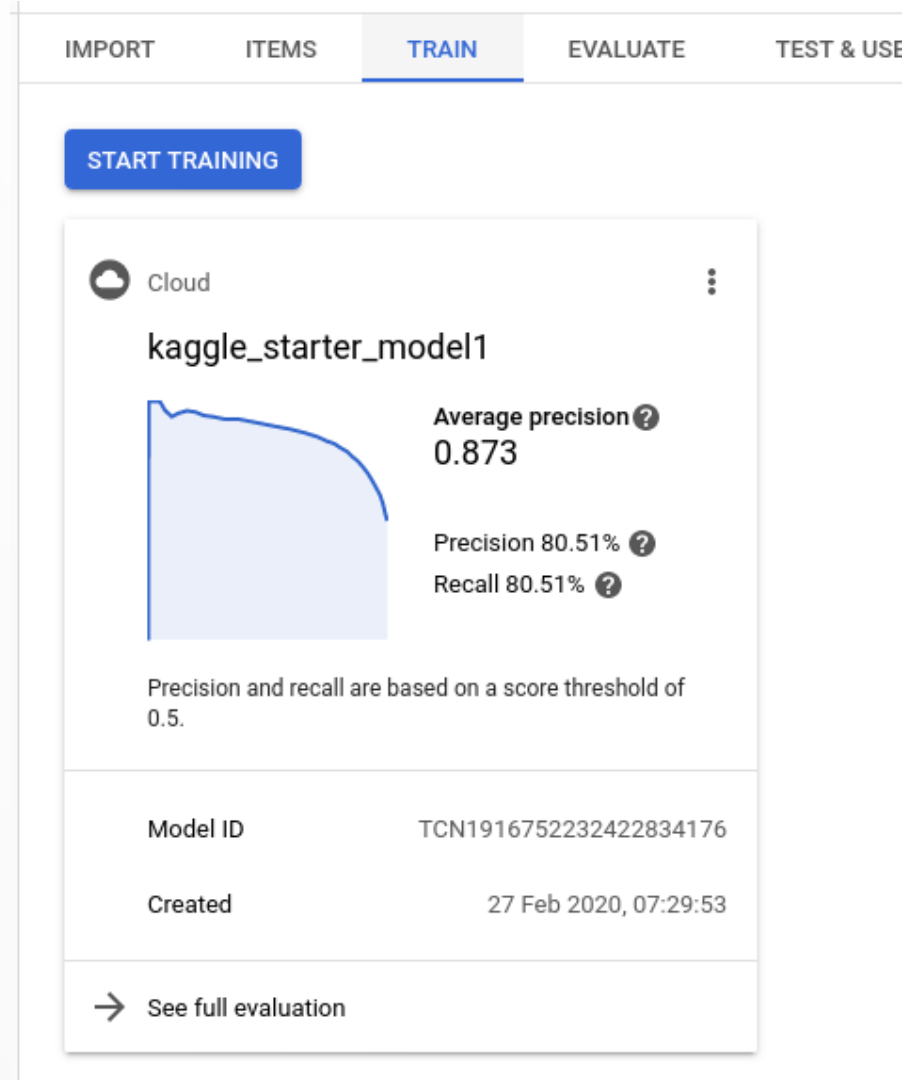 IMPORT ITEMS TRAIN EVALUATE TEST & USE
START TRAINING
Cloud
kaggle_starter_model1
Average precision ?
0.873
Precision 80.51% ?
Recall 80.51% ?
Precision and recall are based on a score threshold of
0.5.
Model ID TCN1916752232422834176
Created 27 Feb 2020, 07:29:53
See full evaluation